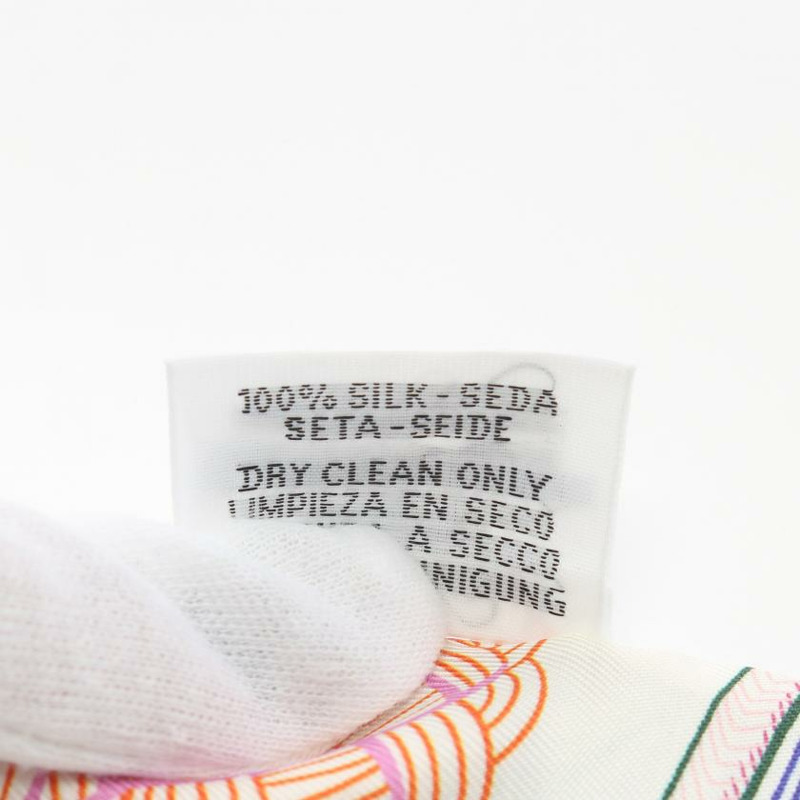 100% SILK - SEDA
SETA - SEIDE
DRY CLEAN ONLY
LIMPIEZA EN SECO
A SECCO